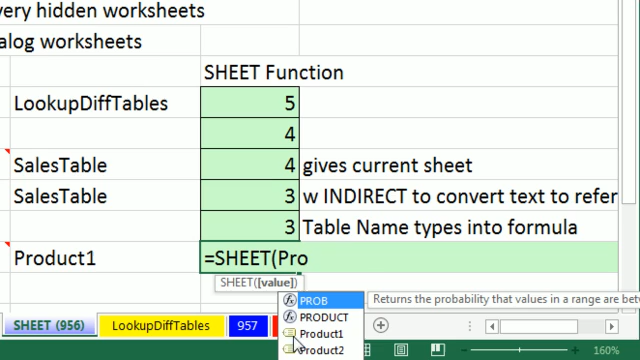 very hidden worksheets
alog worksheets
SHEET Function
LookupDiffTables 5
4
SalesTable 4 gives current sheet
SalesTable 3 w INDIRECT to convert text to refer
3 Table Name types into formula
Product1 =SHEET(Pro
SHEET([value])
PROB Returns the probability that values in a range are betw
PRODUCT
Product1
Product2
SHEET (956) LookupDiffTables 957
160%